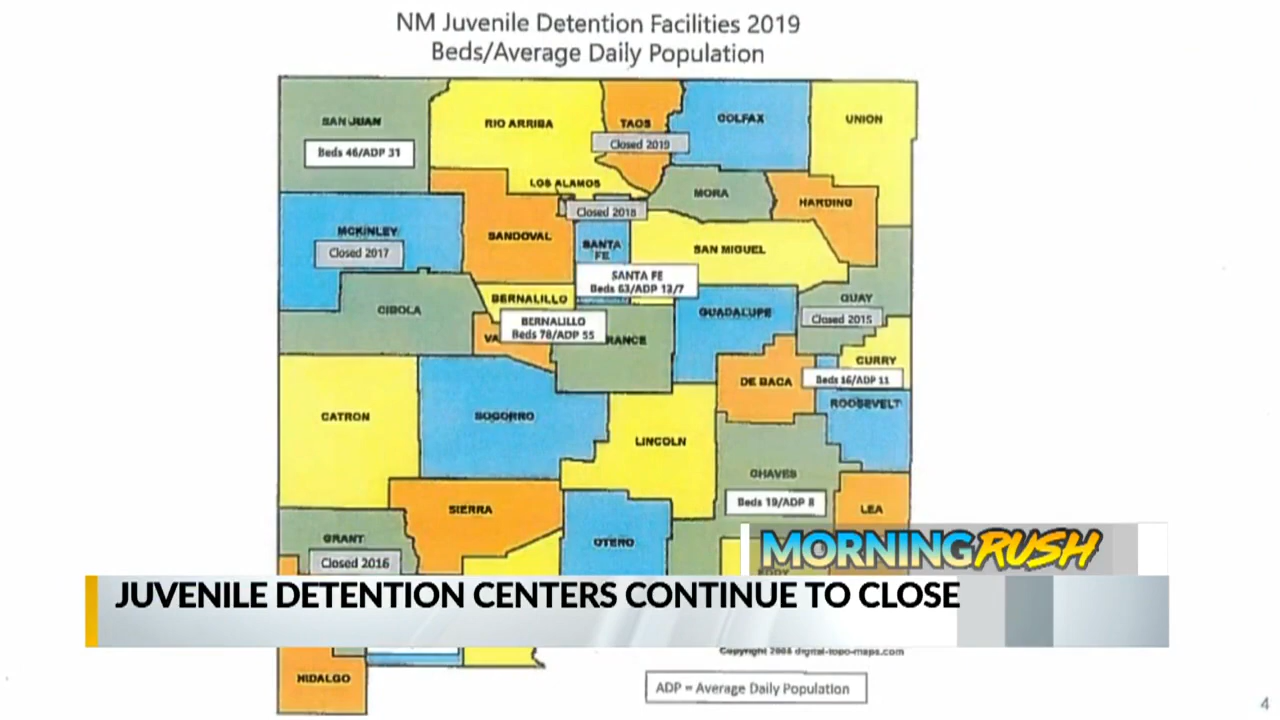 NM Juvenile Detention Facilities 2019
Beds/Average Daily Population
SAN JUAN
Beds 46/ADP 31
RIO ARRIBA
TAOS
Closed 2019
COLFAX
UNION
LOS ALAMOS
Closed 2018
MORA
HARDING
MCKINLEY
Closed 2017
SANDOVAL
SANTA
FE
SAN MIGUEL
SANTA FE
Beds 63/ADP 13/7
CIBOLA
BERNALILLO
BERNALILLO
Beds 78/ADP 55
VA
RANCE
GUADALUPE
QUAY
Closed 2015
CURRY
Beds 16/ADP 11
DE BACA
ROOSEVELT
CATRON
SOCORRO
LINCOLN
CHAVES
Beds 19/ADP 8
LEA
SIERRA
GRANT
Closed 2016
OTERO
EDDY
MORNING RUSH
JUVENILE DETENTION CENTERS CONTINUE TO CLOSE
HIDALGO
digital-topo-maps.com
ADP = Average Daily Population
4